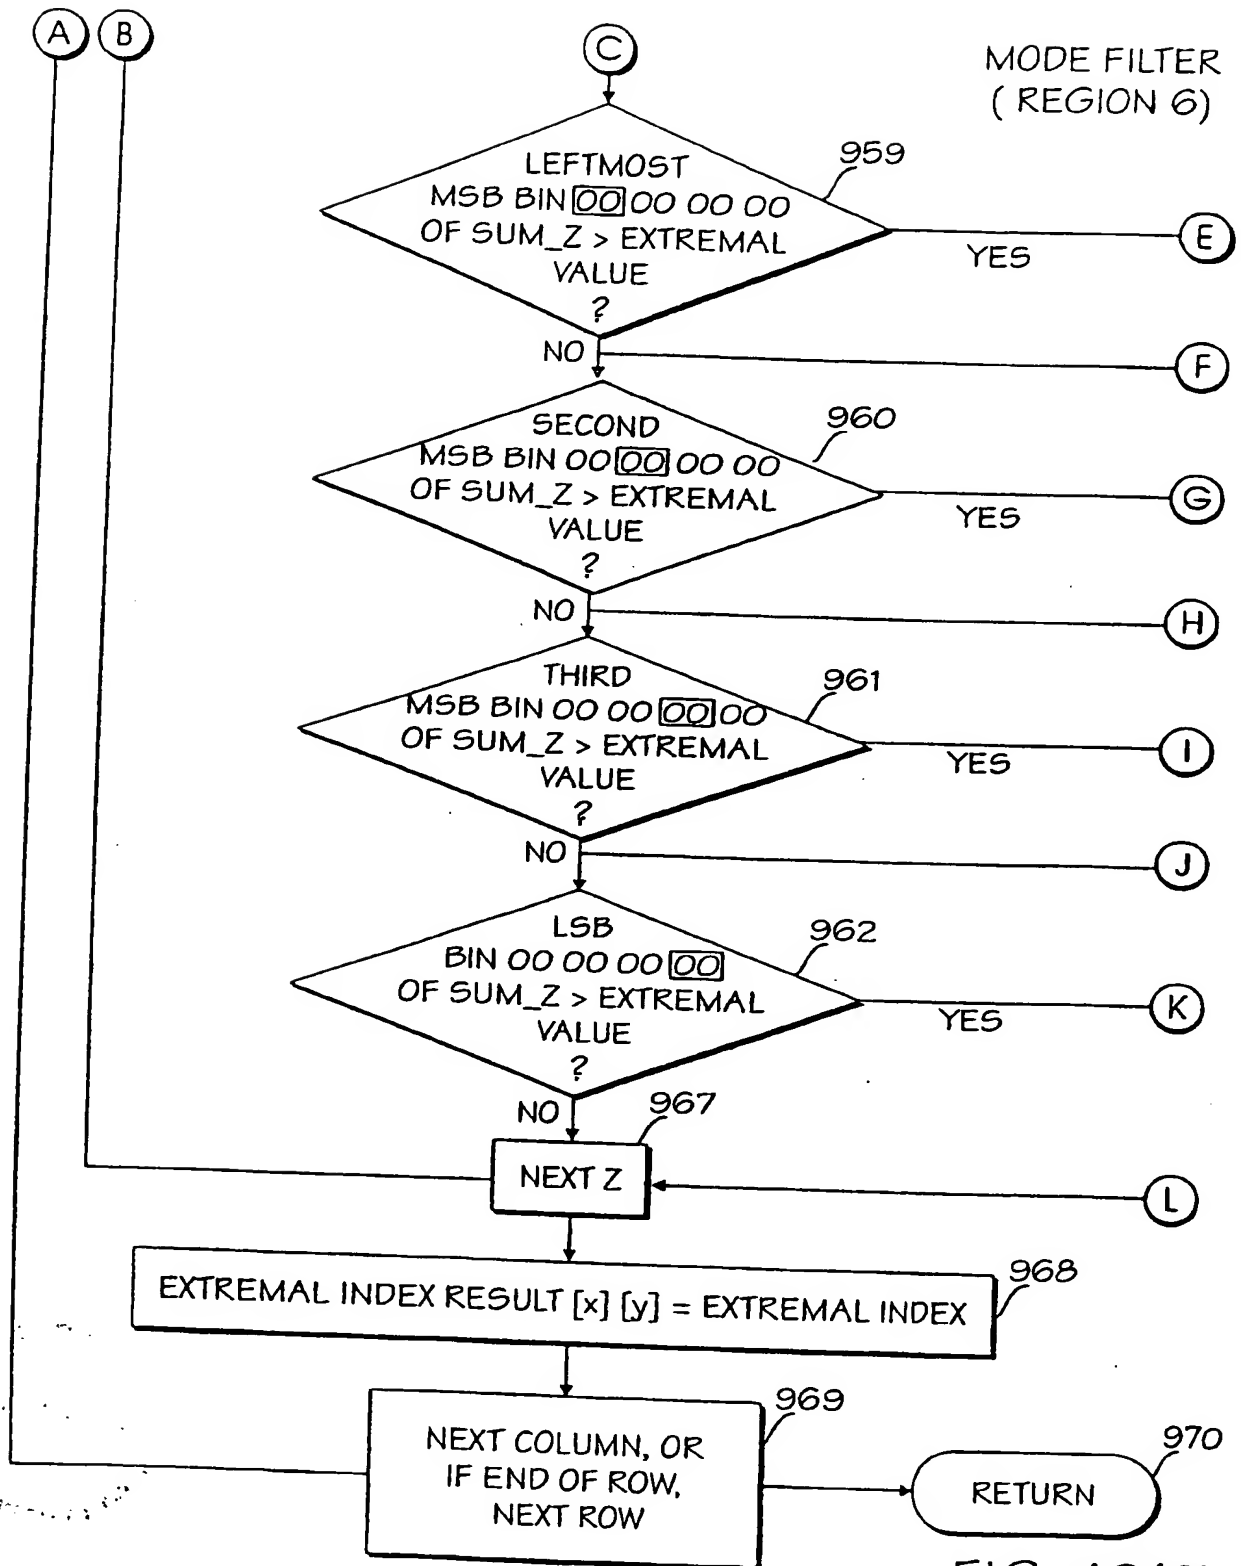 A B
C
MODE FILTER
( REGION 6)
959
LEFTMOST
MSB BIN 00 00 00 00
OF SUM_Z > EXTREMAL
VALUE
?
YES
E
NO
F
960
SECOND
MSB BIN 00 00 00 00
OF SUM_Z > EXTREMAL
VALUE
?
YES
G
NO
H
961
THIRD
MSB BIN 00 00 00 00
OF SUM_Z > EXTREMAL
VALUE
?
YES
I
NO
J
962
LSB
BIN 00 00 00 00
OF SUM_Z > EXTREMAL
VALUE
?
YES
K
NO
967
NEXT Z
L
968
EXTREMAL INDEX RESULT [x] [y] = EXTREMAL INDEX
969
NEXT COLUMN, OR
IF END OF ROW,
NEXT ROW
970
RETURN